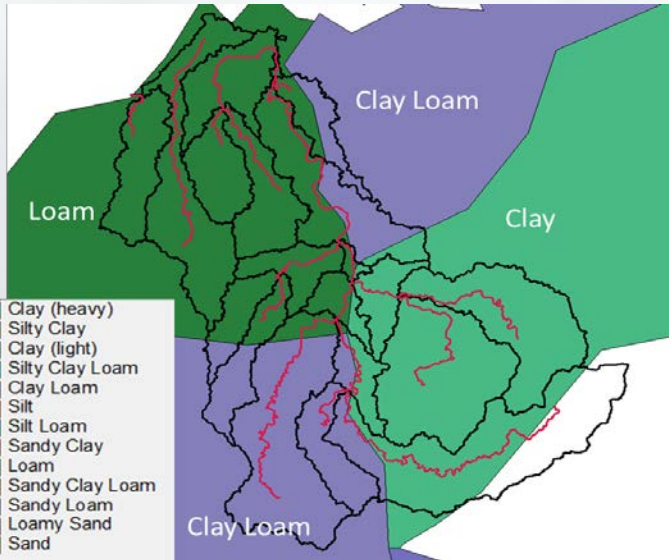 Clay Loam
Loam
Clay
Clay (heavy)
Silty Clay
Clay (light)
Silty Clay Loam
Clay Loam
Silt
Silt Loam
Sandy Clay
Loam
Sandy Clay Loam
Sandy Loam
Loamy Sand
Sand
Clay Loam